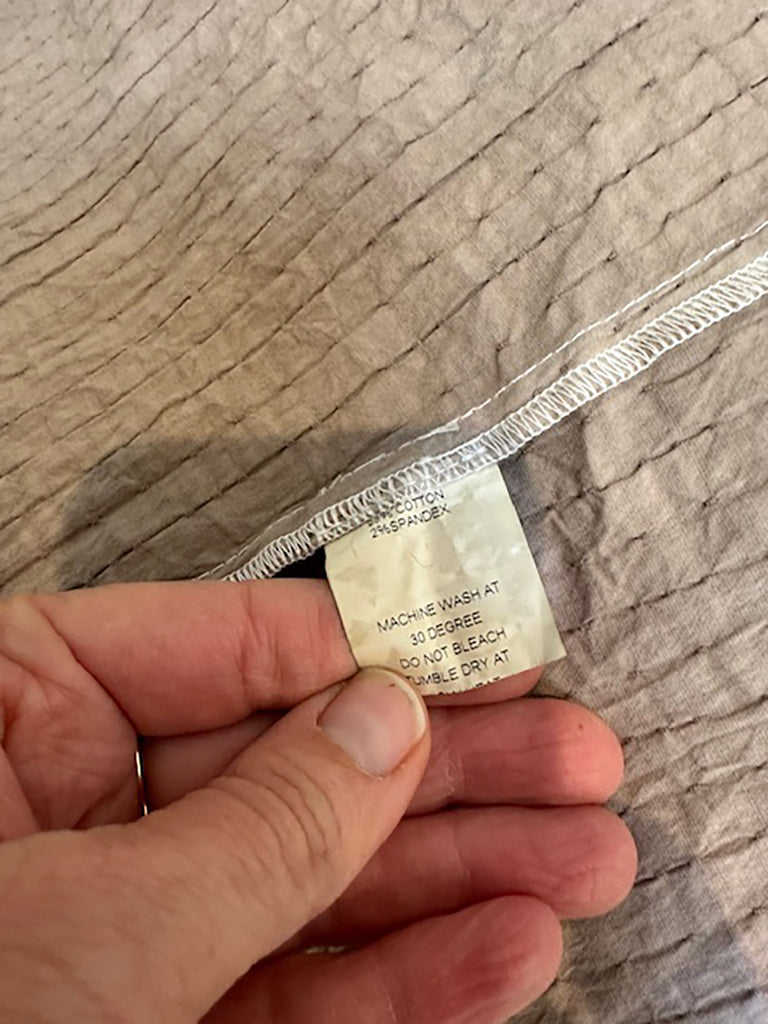 COTTON
2%SPANDEX
MACHINE WASH AT
30 DEGREE
DO NOT BLEACH
TUMBLE DRY AT